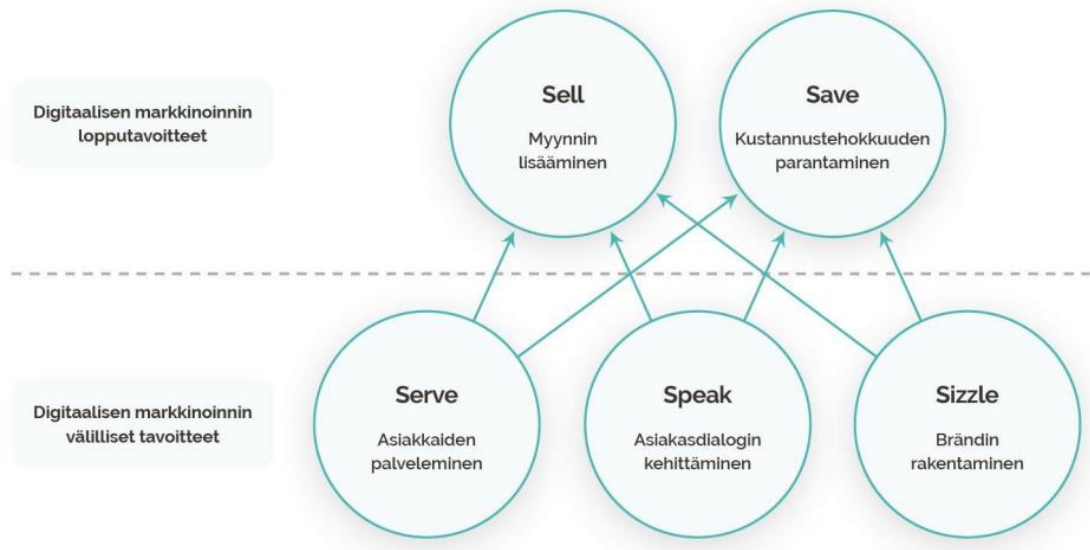 Digitaalisen markkinoinnin
lopputavoitteet
Sell
Myynnin
lisääminen
Save
Kustannustehokkuuden
parantaminen
Digitaalisen markkinoinnin
välilliset tavoitteet
Serve
Asiakkaiden
palveleminen
Speak
Asiakasdialogin
kehittäminen
Sizzle
Brändin
rakentaminen